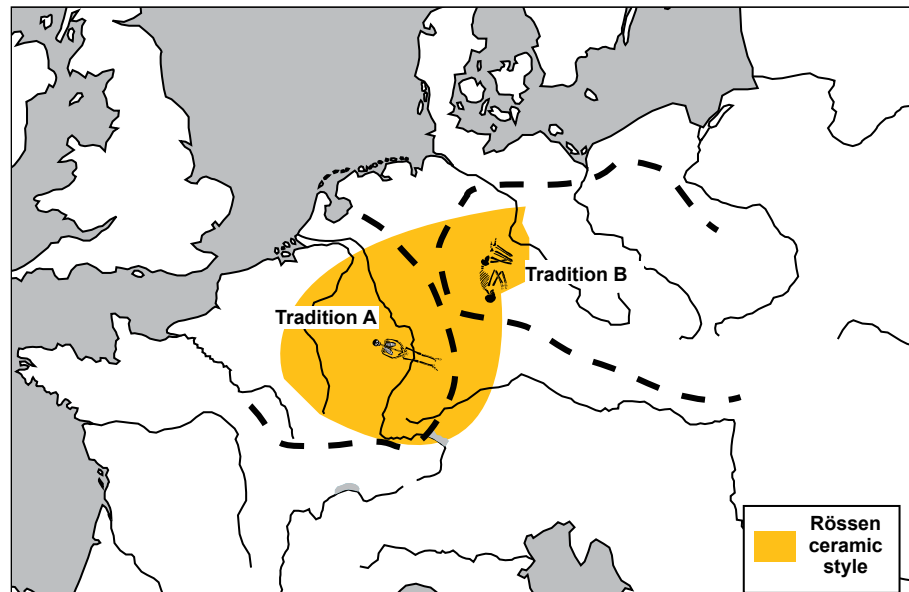 Tradition B
Tradition A
Rössen
ceramic
style